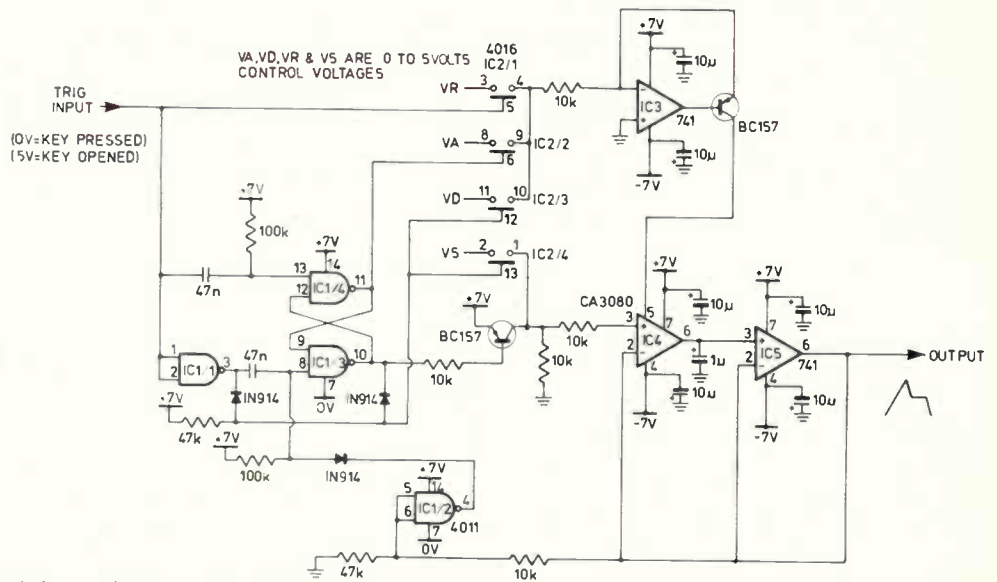 VA,VD,VR & VS ARE 0 TO 5VOLTS
CONTROL VOLTAGES
TRIG
INPUT
(0V=KEY PRESSED)
(5V=KEY OPENED)
4016
IC2/1
VR
3
4
5
VA
8
9
IC2/2
6
VD
11
10
IC2/3
12
VS
2
1
IC2/4
13
10k
+7V
10µ
IC3
741
10µ
-7V
BC157
+7V
100k
47n
+7V
14
13
12
IC1/4
11
9
8
IC1/3
10
7
0V
1
2
IC1/1
3
47n
IN914
IN914
+7V
47k
+7V
100k
IN914
10k
+7V
BC157
10k
10k
CA3080
+7V
10µ
3
5
7
IC4
6
2
4
10µ
-7V
1µ
+7V
10µ
7
3
IC5
6
2
741
4
10µ
-7V
OUTPUT
+7V
14
5
6
IC1/2
4
7
4011
0V
47k
10k